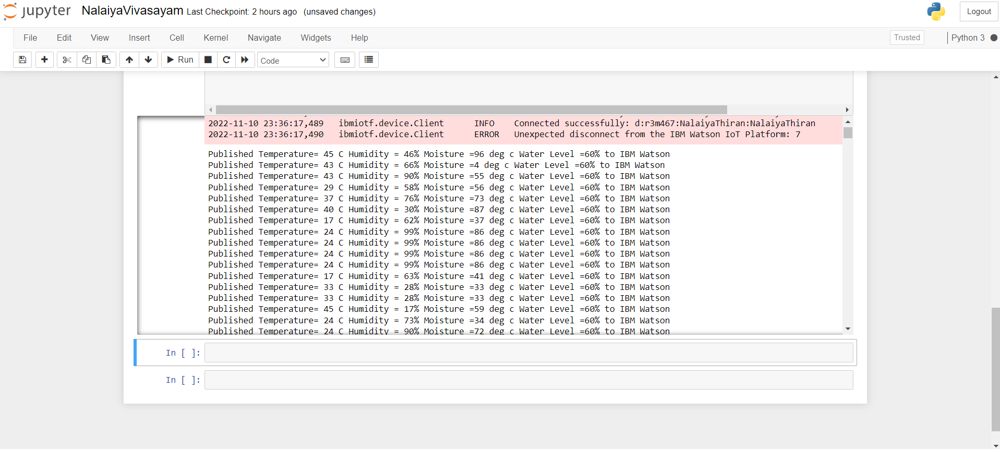 jupyter NalaiyaVivasayam Last Checkpoint: 2 hours ago (unsaved changes)
Logout
File Edit View Insert Cell Kernel Navigate Widgets Help
Trusted Python 3
Run Code
2022-11-10 23:36:17,489 ibmiotf.device.Client INFO Connected successfully: d:r3m467:NalaiyaThiran:NalaiyaThiran
2022-11-10 23:36:17,490 ibmiotf.device.Client ERROR Unexpected disconnect from the IBM Watson IoT Platform: 7
Published Temperature= 45 C Humidity = 46% Moisture =96 deg c Water Level =60% to IBM Watson
Published Temperature= 43 C Humidity = 66% Moisture =4 deg c Water Level =60% to IBM Watson
Published Temperature= 43 C Humidity = 90% Moisture =55 deg c Water Level =60% to IBM Watson
Published Temperature= 29 C Humidity = 58% Moisture =56 deg c Water Level =60% to IBM Watson
Published Temperature= 37 C Humidity = 76% Moisture =73 deg c Water Level =60% to IBM Watson
Published Temperature= 40 C Humidity = 30% Moisture =87 deg c Water Level =60% to IBM Watson
Published Temperature= 17 C Humidity = 62% Moisture =37 deg c Water Level =60% to IBM Watson
Published Temperature= 24 C Humidity = 99% Moisture =86 deg c Water Level =60% to IBM Watson
Published Temperature= 24 C Humidity = 99% Moisture =86 deg c Water Level =60% to IBM Watson
Published Temperature= 24 C Humidity = 99% Moisture =86 deg c Water Level =60% to IBM Watson
Published Temperature= 24 C Humidity = 99% Moisture =86 deg c Water Level =60% to IBM Watson
Published Temperature= 17 C Humidity = 63% Moisture =41 deg c Water Level =60% to IBM Watson
Published Temperature= 33 C Humidity = 28% Moisture =33 deg c Water Level =60% to IBM Watson
Published Temperature= 33 C Humidity = 28% Moisture =33 deg c Water Level =60% to IBM Watson
Published Temperature= 45 C Humidity = 17% Moisture =59 deg c Water Level =60% to IBM Watson
Published Temperature= 24 C Humidity = 73% Moisture =34 deg c Water Level =60% to IBM Watson
Published Temperature= 24 C Humidity = 90% Moisture =72 deg c Water Level =60% to IBM Watson
In [ ]:
In [ ]: